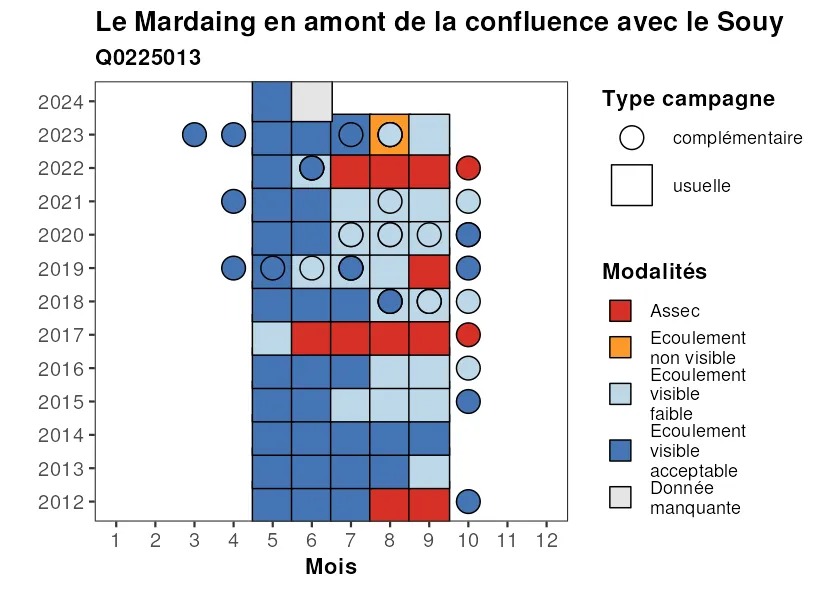 Le Mardaing en amont de la confluence avec le Souy
Q0225013
2024
2023
2022
2021
2020
2019
2018
2017
2016
2015
2014
2013
2012
1 2 3 4 5 6 7 8 9 10 11 12
Mois
Type campagne
complémentaire
usuelle
Modalités
Assec
Ecoulement
non visible
Ecoulement
visible
faible
Ecoulement
visible
acceptable
Donnée
manquante